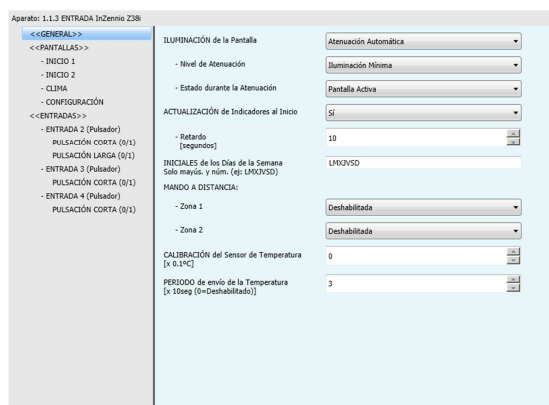 Aparato: 1.1.3 ENTRADA InZennio Z38i
<<GENERAL>>
<<PANTALLAS>>
- INICIO 1
- INICIO 2
- CLIMA
- CONFIGURACIÓN
<<ENTRADAS>>
- ENTRADA 2 (Pulsador)
PULSACIÓN CORTA (0/1)
PULSACIÓN LARGA (0/1)
- ENTRADA 3 (Pulsador)
PULSACIÓN CORTA (0/1)
- ENTRADA 4 (Pulsador)
PULSACIÓN CORTA (0/1)
ILUMINACIÓN de la Pantalla
Atenuación Automática
- Nivel de Atenuación
Iluminación Mínima
- Estado durante la Atenuación
Pantalla Activa
ACTUALIZACIÓN de Indicadores al Inicio
Sí
- Retardo
[segundos]
10
INICIALES de los Días de la Semana
Solo mayús. y núm. (ej: LMXJVSD)
LMXJVSD
MANDO A DISTANCIA:
- Zona 1
Deshabilitada
- Zona 2
Deshabilitada
CALIBRACIÓN del Sensor de Temperatura
[x 0.1ºC]
0
PERIODO de envío de la Temperatura
[x 10seg (0=Deshabilitado)]
3